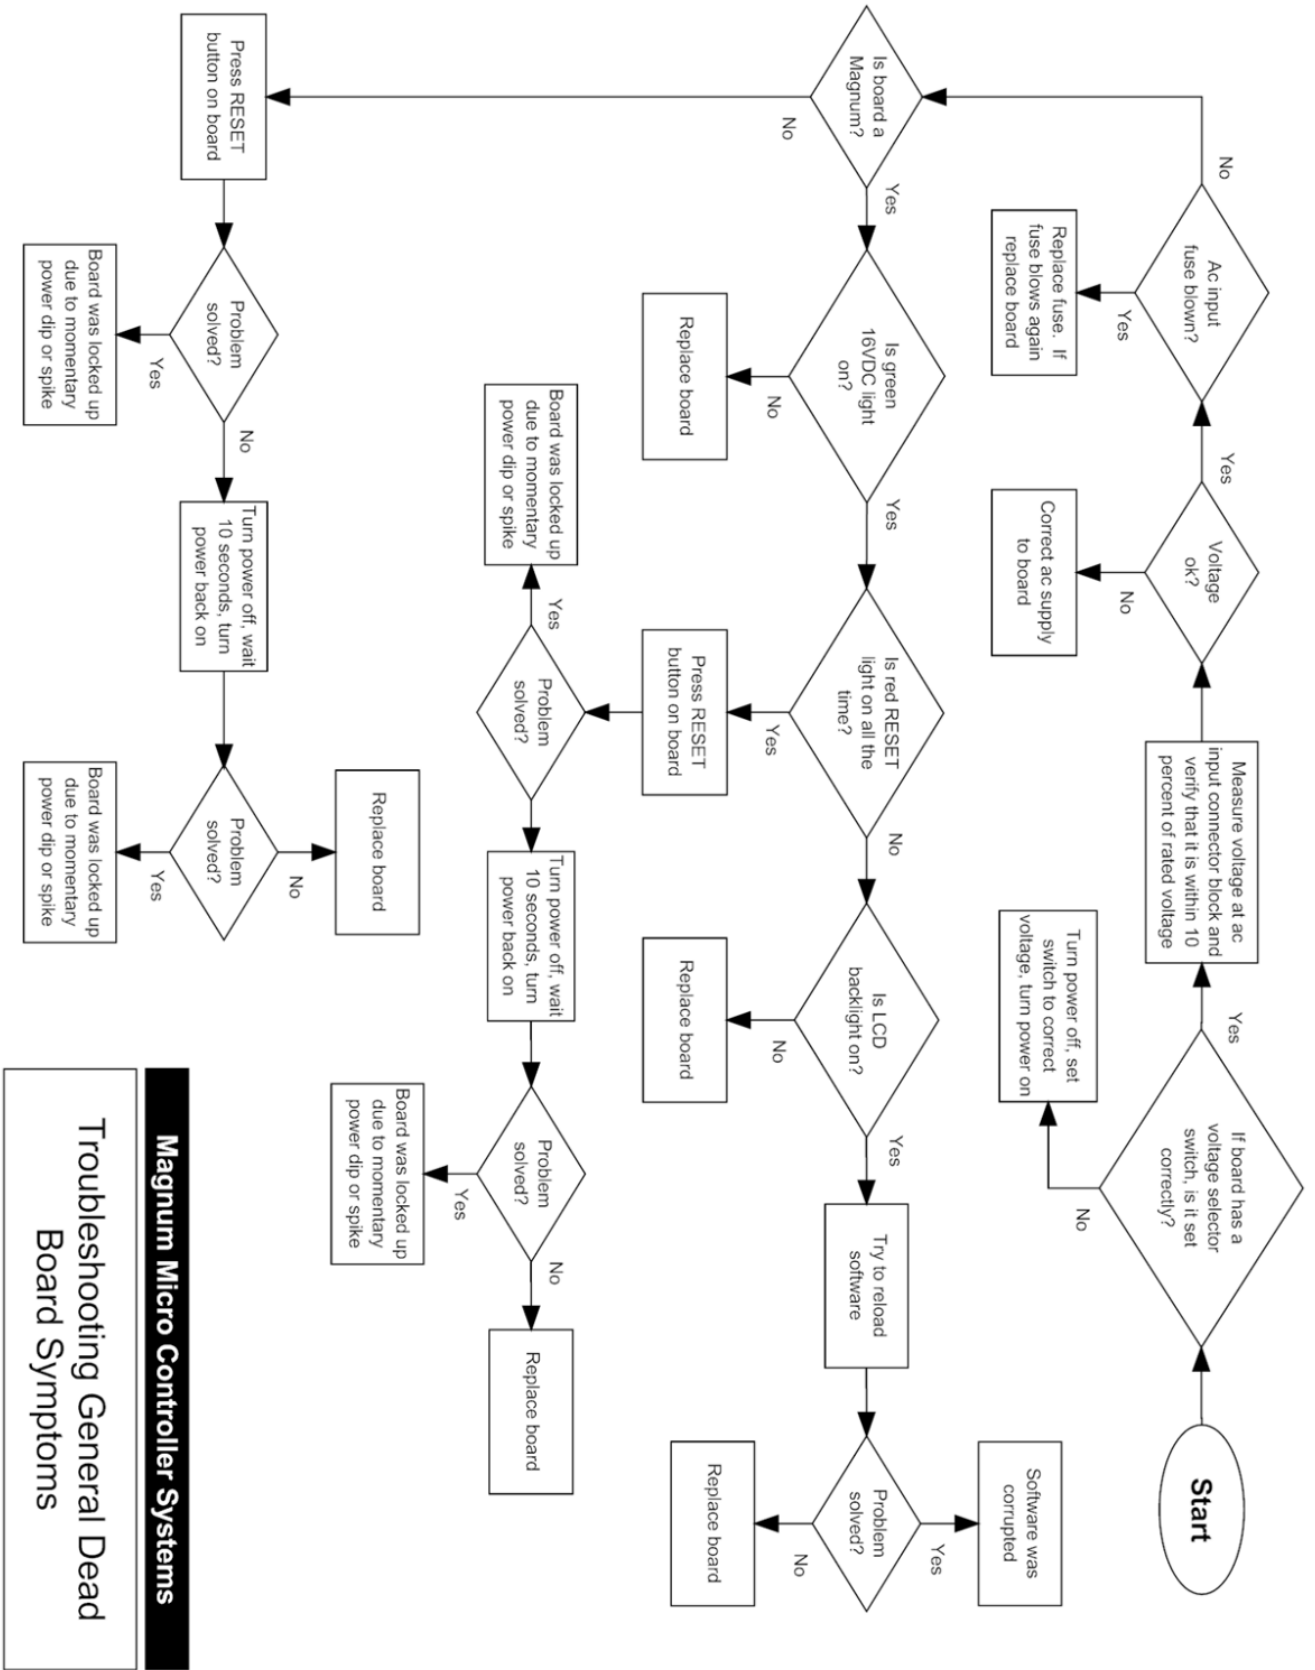 Start
If board has a
voltage selector
switch, is it set
correctly?
Yes
No
Turn power off, set
switch to correct
voltage, turn power on
Measure voltage at ac
input connector block and
verify that it is within 10
percent of rated voltage
Voltage
ok?
Yes
No
Correct ac supply
to board
Ac input
fuse blown?
No
Yes
Replace fuse. If
fuse blows again
replace board
Is board a
Magnum?
Yes
No
Is green
16VDC light
on?
Yes
No
Replace board
Is red RESET
light on all the
time?
No
Yes
Is LCD
backlight on?
Yes
No
Replace board
Try to reload
software
Problem
solved?
Yes
No
Software was
corrupted
Replace board
Press RESET
button on board
Problem
solved?
Yes
Board was locked up
due to momentary
power dip or spike
Turn power off, wait
10 seconds, turn
power back on
Problem
solved?
No
Yes
Replace board
Board was locked up
due to momentary
power dip or spike
Press RESET
button on board
Problem
solved?
No
Yes
Board was locked up
due to momentary
power dip or spike
Turn power off, wait
10 seconds, turn
power back on
Problem
solved?
No
Yes
Replace board
Board was locked up
due to momentary
power dip or spike
Magnum Micro Controller Systems
Troubleshooting General Dead
Board Symptoms